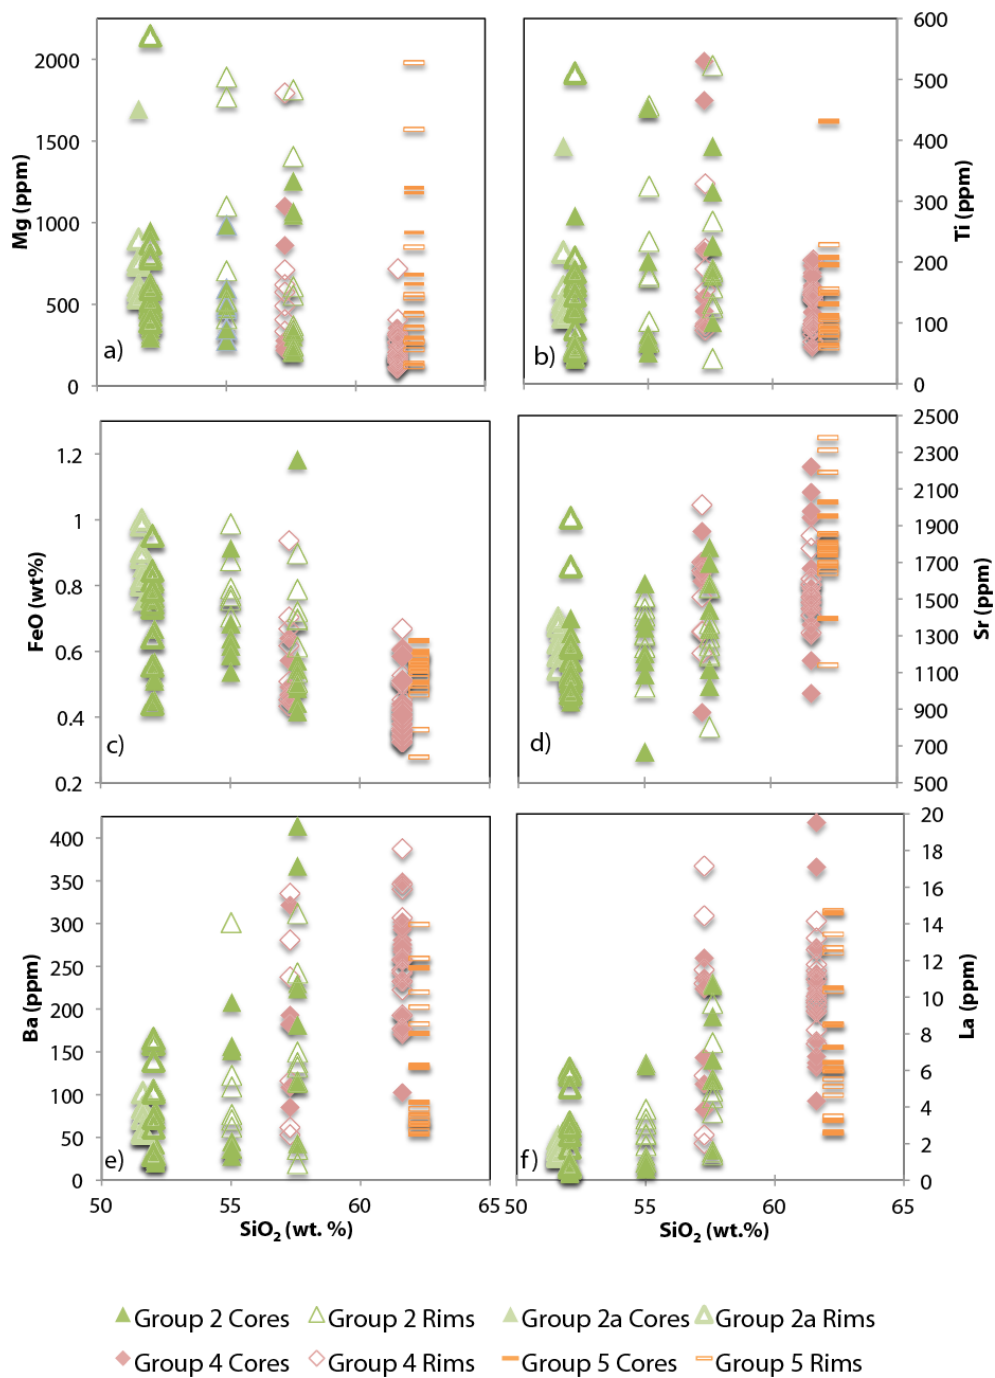 2000
1500
1000
500
0
Mg (ppm)
a)
600
500
400
300
200
100
0
Ti (ppm)
b)
1.2
1
0.8
0.6
0.4
0.2
FeO (wt%)
c)
2500
2300
2100
1900
1700
1500
1300
1100
900
700
500
Sr (ppm)
d)
400
350
300
250
200
150
100
50
0
Ba (ppm)
e)
50 55 60 65
SiO2 (wt. %)
20
18
16
14
12
10
8
6
4
2
0
La (ppm)
f)
50 55 60 65
SiO2 (wt.%)
Group 2 Cores Group 2 Rims Group 2a Cores Group 2a Rims
Group 4 Cores Group 4 Rims Group 5 Cores Group 5 Rims